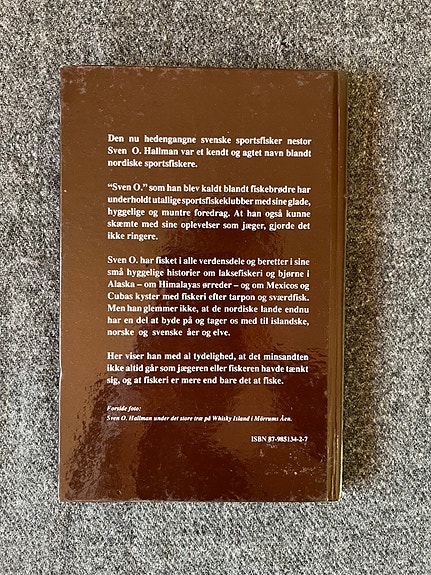 Den nu hedengangne svenske sportsfisker nestor
Sven O. Hallman var et kendt og agtet navn blandt
nordiske sportsfiskere.
"Sven O." som han blev kaldt blandt fiskebrødre har
underholdt utallige sportsfiskeklubber med sine glade,
hyggelige og muntre foredrag. At han også kunne
skæmte med sine oplevelser som jæger, gjorde det
ikke ringere.
Sven O. har fisket i alle verdensdele og beretter i sine
små hyggelige historier om laksefiskeri og bjørne i
Alaska – om Himalayas ørreder – og om Mexicos og
Cubas kyster med fiskeri efter tarpon og sværdfisk.
Men han glemmer ikke, at de nordiske lande endnu
har en del at byde på og tager os med til islandske,
norske og svenske åer og elve.
Her viser han med al tydelighed, at det minsandten
ikke altid går som jægeren eller fiskeren havde tænkt
sig, og at fiskeri er mere end bare det at fiske.
Forside foto:
Sven O. Hallman under det store træ på Whisky Island i Mörrums Åen.
ISBN 87-985134-2-7